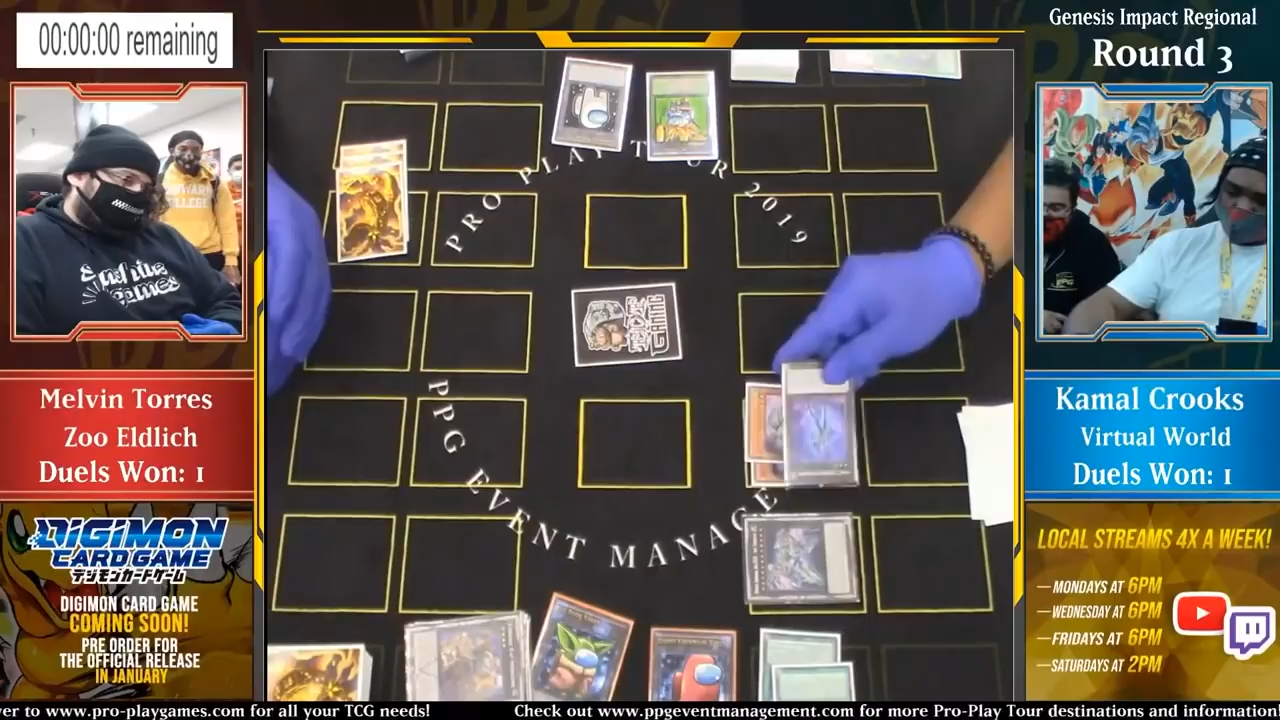 00:00:00 remaining
Genesis Impact Regional
Round 3
PRO PLAY TOUR 2019
PPG EVENT MANAGE
Melvin Torres
Zoo Eldlich
Duels Won: 1
Kamal Crooks
Virtual World
Duels Won: 1
DIGIMON
CARD GAME
デジモンカードゲーム
DIGIMON CARD GAME
COMING SOON!
PRE ORDER FOR
THE OFFICIAL RELEASE
IN JANUARY
LOCAL STREAMS 4X A WEEK!
—MONDAYS AT 6PM
—WEDNESDAY AT 6PM
—FRIDAYS AT 6PM
—SATURDAYS AT 2PM
er to www.pro-playgames.com for all your TCG needs!
Check out www.ppgeventmanagement.com for more Pro-Play Tour destinations and information